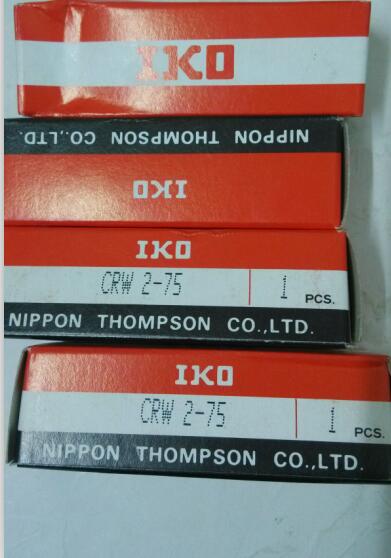 IKO
NIPPON THOMPSON CO.,LTD.
IKO
IKO
CRW 2-75 1 PCS.
NIPPON THOMPSON CO.,LTD.
IKO
CRW 2-75 1 PCS.
NIPPON THOMPSON CO.,LTD.